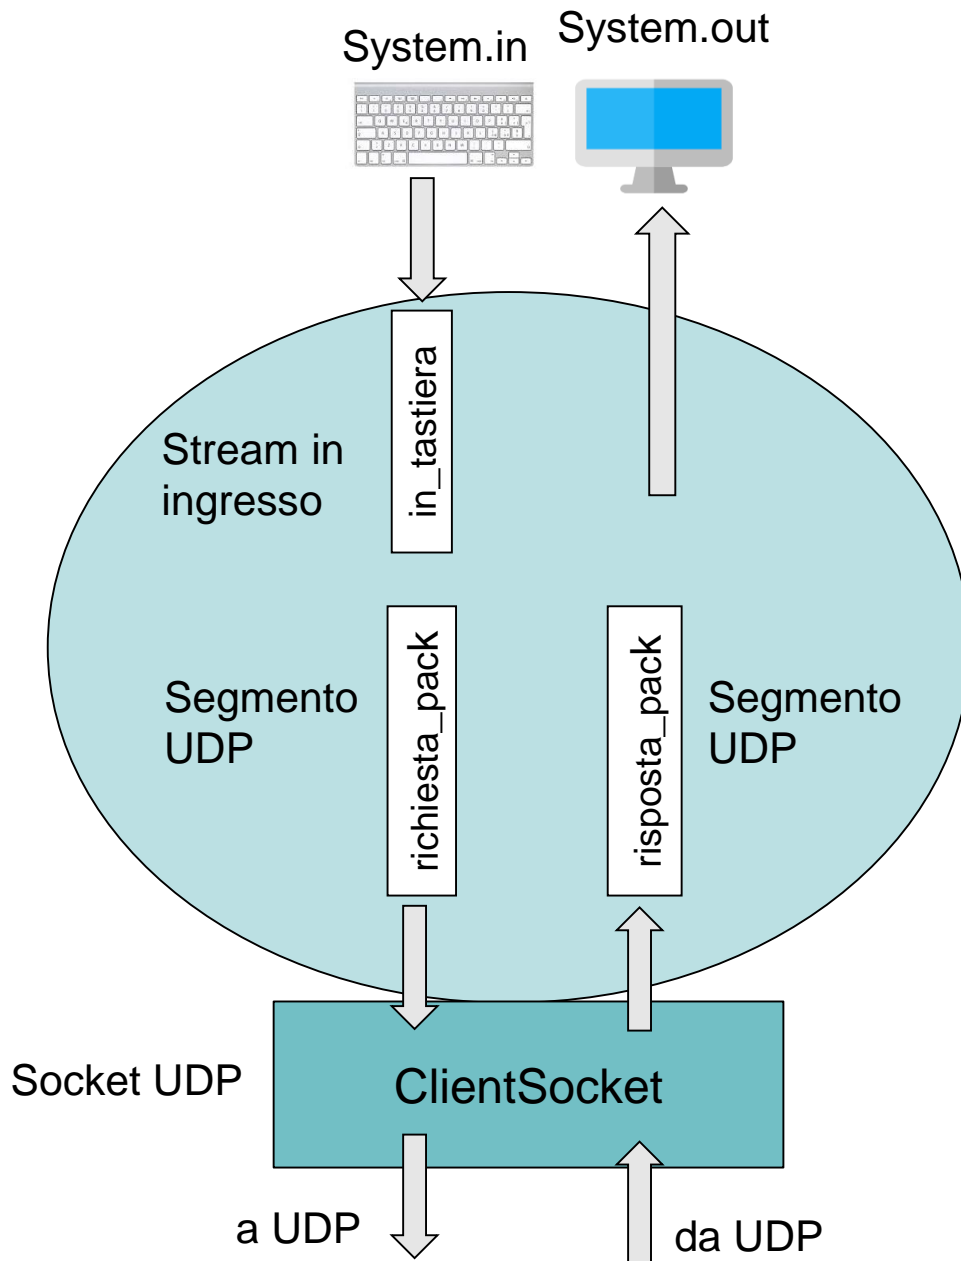 System.in
System.out
in_tastiera
Stream in
ingresso
Segmento
UDP
richiesta_pack
risposta_pack
Segmento
UDP
Socket UDP
ClientSocket
a UDP
da UDP